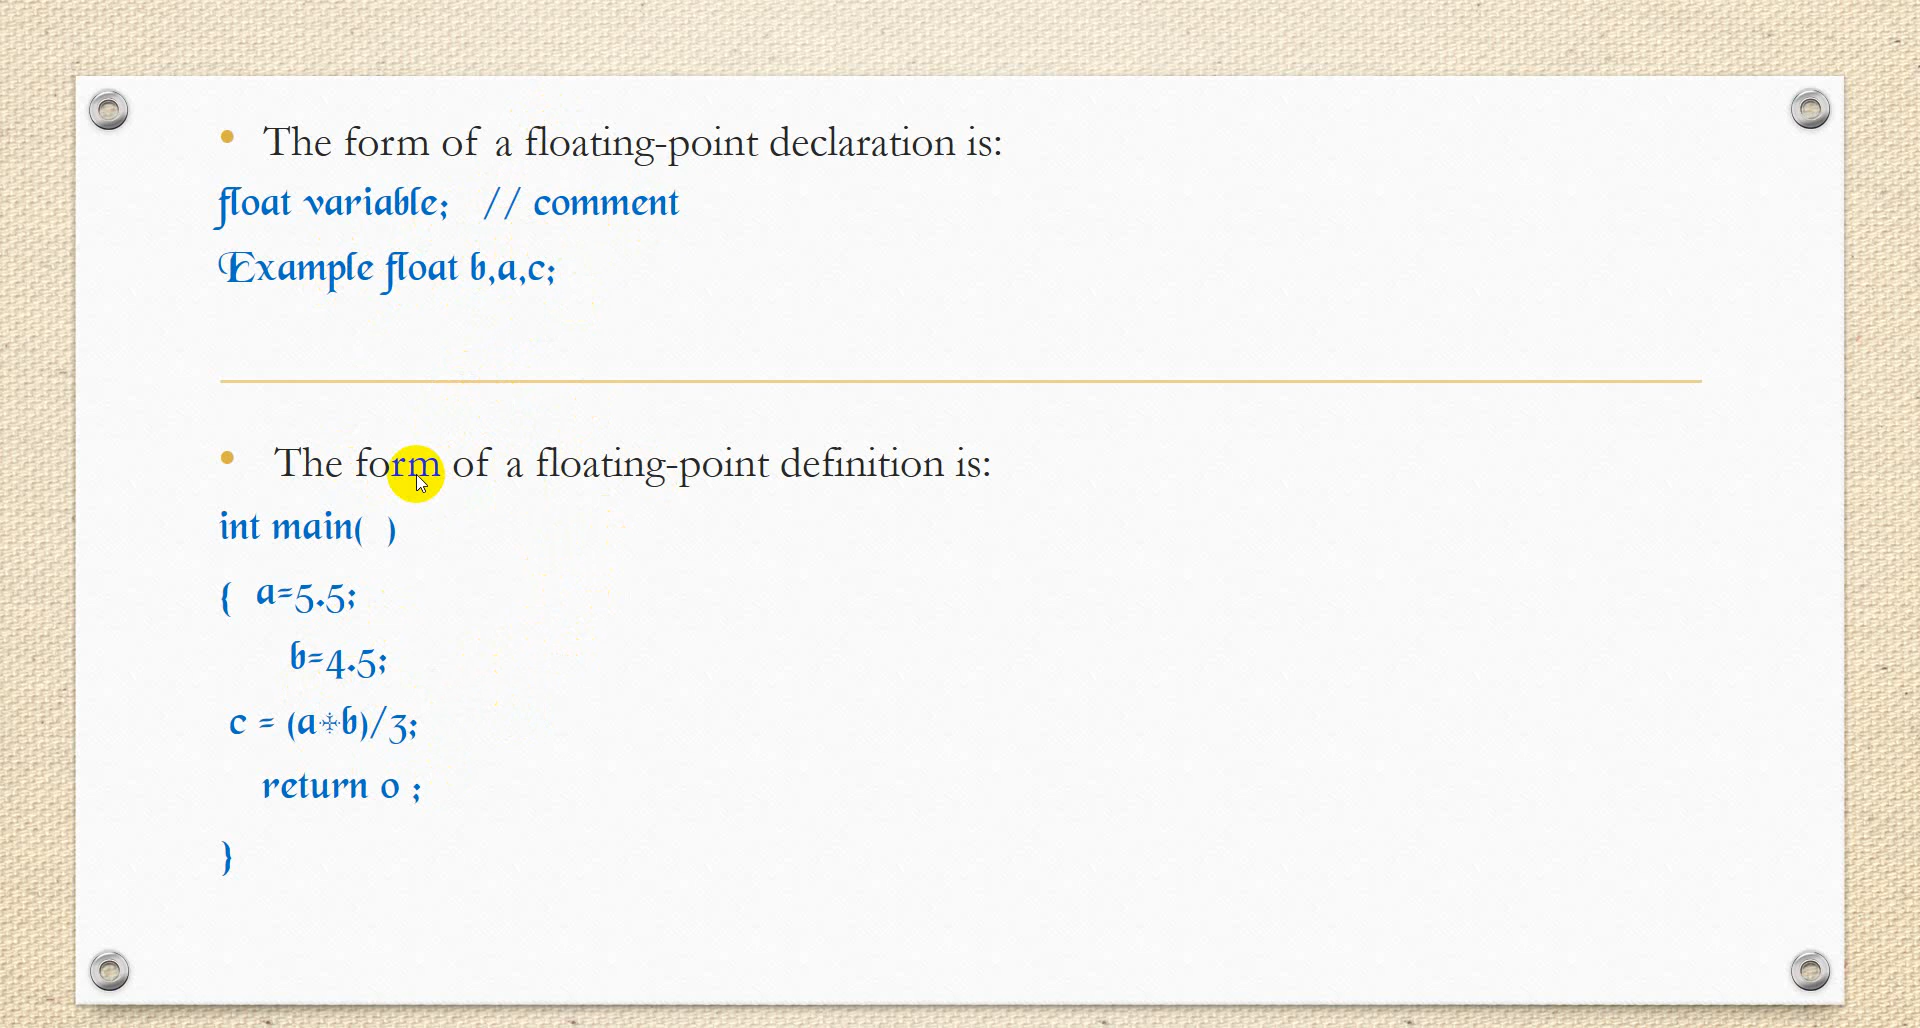 • The form of a floating-point declaration is:
float variable;   // comment
Example float b,a,c;
• The form of a floating-point definition is:
int main(  )
{  a=5.5;
b=4.5;
c = (a+b)/3;
return 0 ;
}